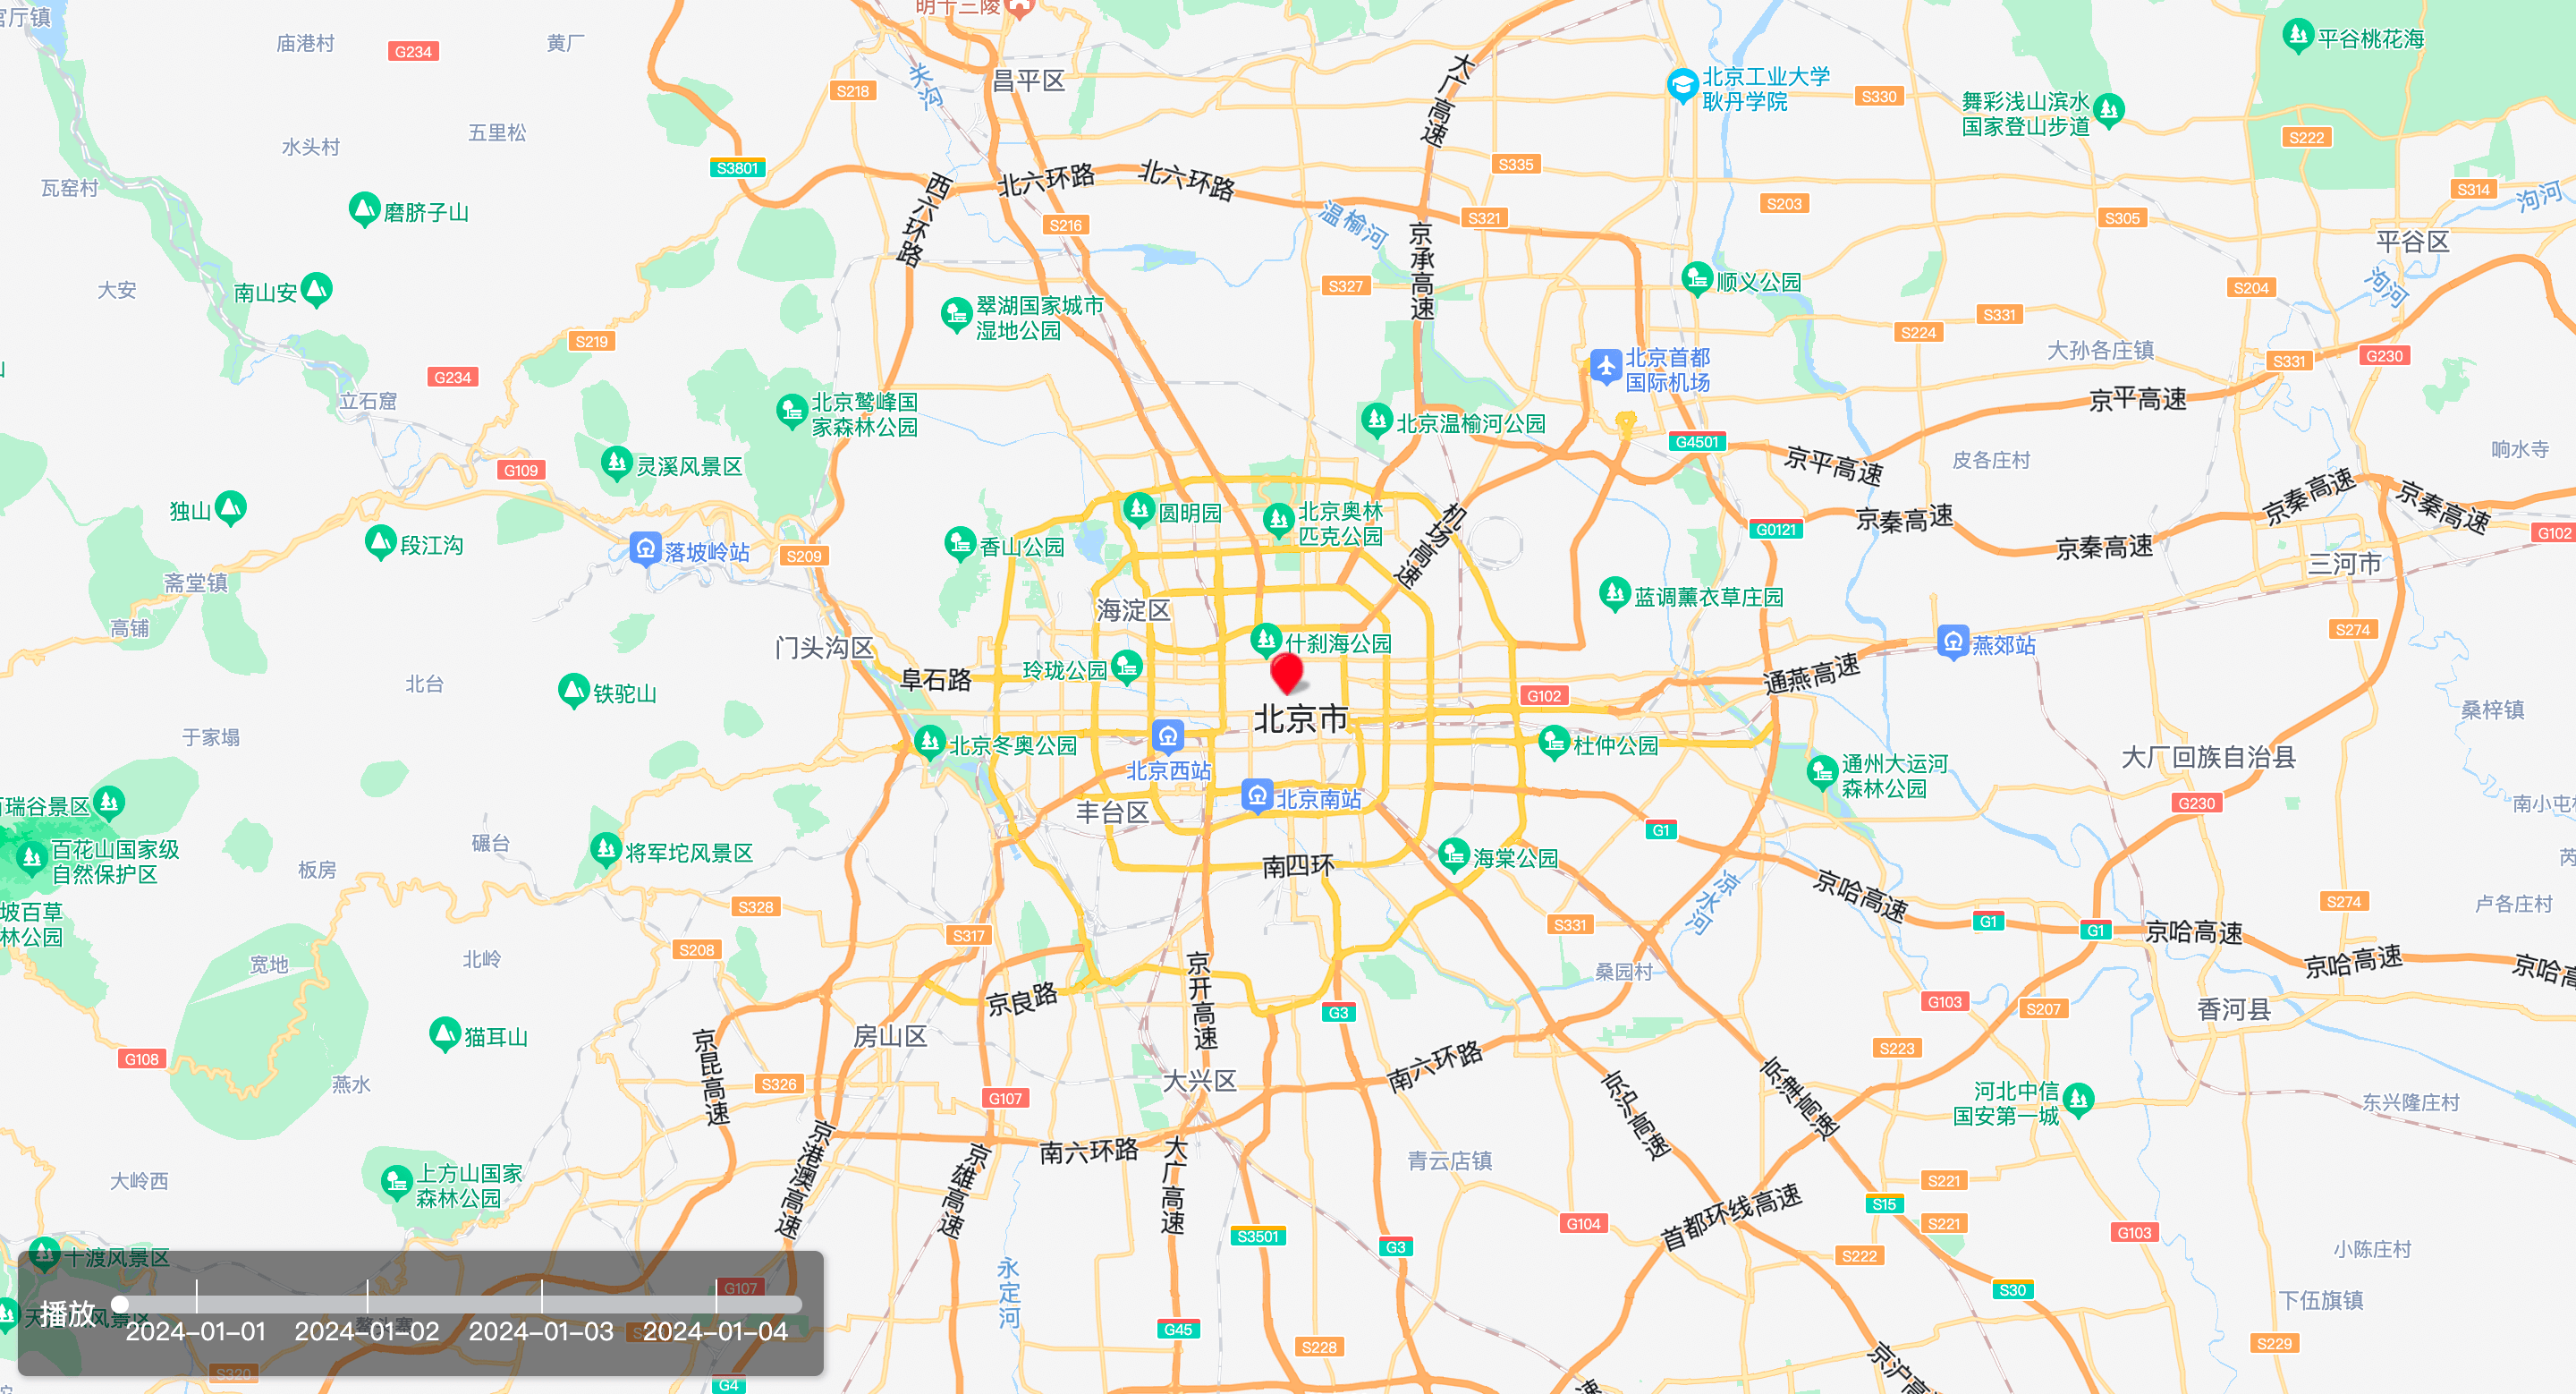 官厅镇
庙港村
G234
黄厂
明十三陵
关沟
昌平区
S218
大广高速
北京工业大学
耿丹学院
S330
舞彩浅山滨水
国家登山步道
平谷桃花海
S222
水头村
五里松
瓦窑村
S3801
磨脐子山
西六环路
北六环路
北六环路
S216
温榆河
S335
S321
S203
S305
S314
泃河
平谷区
泃河
大安
南山安
翠湖国家城市
湿地公园
S327
京承高速
顺义公园
S204
S331
S224
大孙各庄镇
S331
G230
S219
G234
立石窟
北京首都
国际机场
京平高速
北京鹫峰国
家森林公园
北京温榆河公园
G4501
京平高速
皮各庄村
响水寺
灵溪风景区
G109
独山
段江沟
圆明园
北京奥林
匹克公园
机场高速
G0121
京秦高速
京秦高速
京秦高速
京秦高速
G102
三河市
香山公园
落坡岭站
S209
斋堂镇
高铺
海淀区
蓝调薰衣草庄园
S274
门头沟区
什刹海公园
燕郊站
阜石路
玲珑公园
G102
通燕高速
北台
铁驼山
北京市
桑梓镇
于家塌
北京冬奥公园
北京西站
杜仲公园
通州大运河
森林公园
大厂回族自治县
G230
北京南站
丰台区
G1
百花山国家级
自然保护区
碾台
板房
将军坨风景区
南四环
海棠公园
京哈高速
凉水河
S274
卢各庄村
坡百草
林公园
S328
S317
S208
S331
G1
G1
京哈高速
京哈高速
宽地
北岭
桑园村
京开高速
京良路
G3
G103
S207
香河县
猫耳山
房山区
京昆高速
G108
燕水
S326
G107
大兴区
南六环路
S223
京沪高速
京津高速
河北中信
国安第一城
东兴隆庄村
南六环路
大岭西
上方山国家
森林公园
京港澳高速
京雄高速
大广高速
青云店镇
S221
S15
S221
首都环线高速
G104
S3501
G3
S222
G103
小陈庄村
十渡风景区
G107
永定河
S30
下伍旗镇
播放
2024-01-01
2024-01-02
2024-01-03
2024-01-04
G45
S228
S229
S320
G4